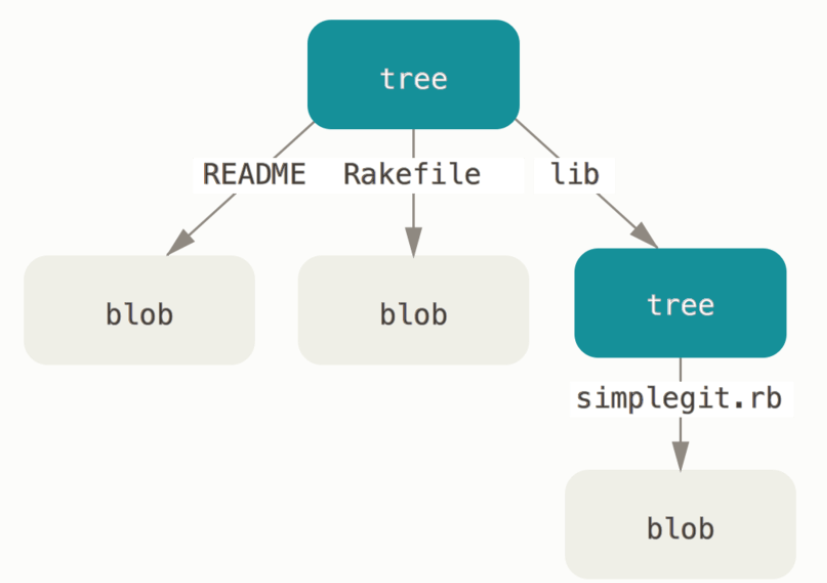 tree
README
Rakefile
lib
blob
blob
tree
simplegit.rb
blob